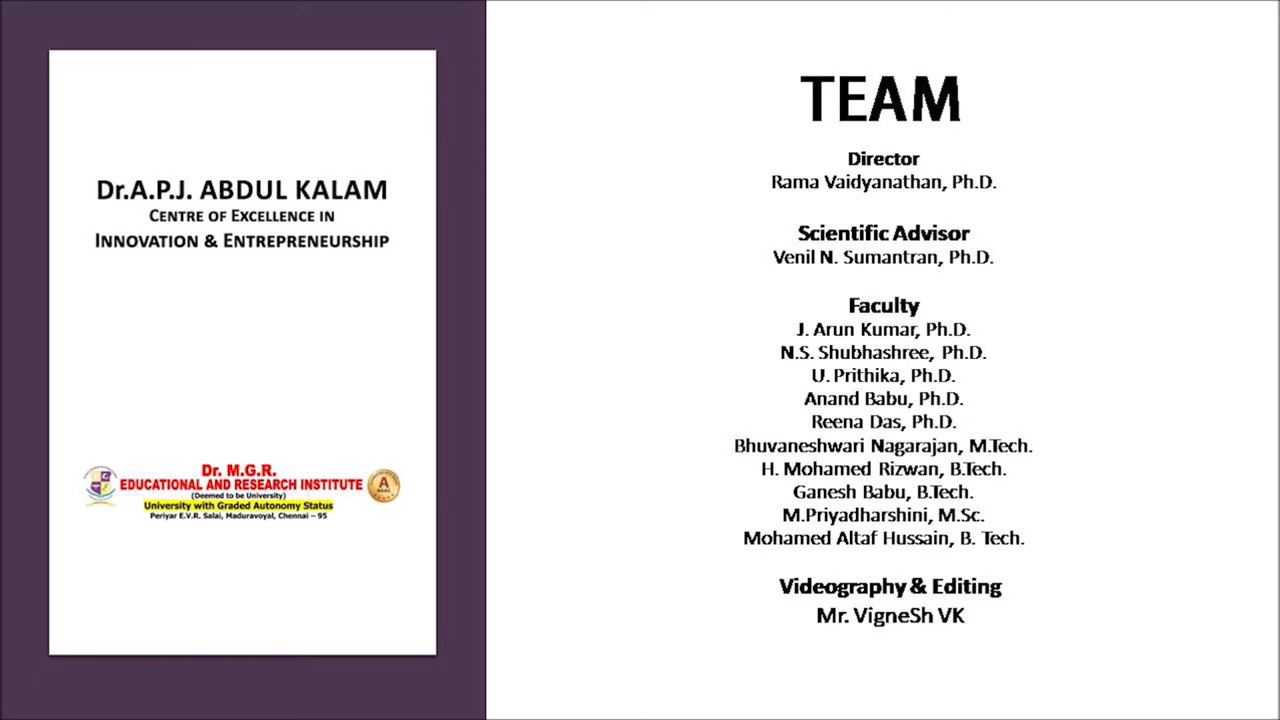 Dr.A.P.J. ABDUL KALAM
CENTRE OF EXCELLENCE IN
INNOVATION & ENTREPRENEURSHIP
Dr. M.G.R.
EDUCATIONAL AND RESEARCH INSTITUTE
(Deemed to be University)
University with Graded Autonomy Status
Periyar E.V.R. Salai, Maduravoyal, Chennai – 95
A
TEAM
Director
Rama Vaidyanathan, Ph.D.
Scientific Advisor
Venil N. Sumantran, Ph.D.
Faculty
J. Arun Kumar, Ph.D.
N.S. Shubhashree, Ph.D.
U. Prithika, Ph.D.
Anand Babu, Ph.D.
Reena Das, Ph.D.
Bhuvaneshwari Nagarajan, M.Tech.
H. Mohamed Rizwan, B.Tech.
Ganesh Babu, B.Tech.
M.Priyadharshini, M.Sc.
Mohamed Altaf Hussain, B. Tech.
Videography & Editing
Mr. VigneSh VK